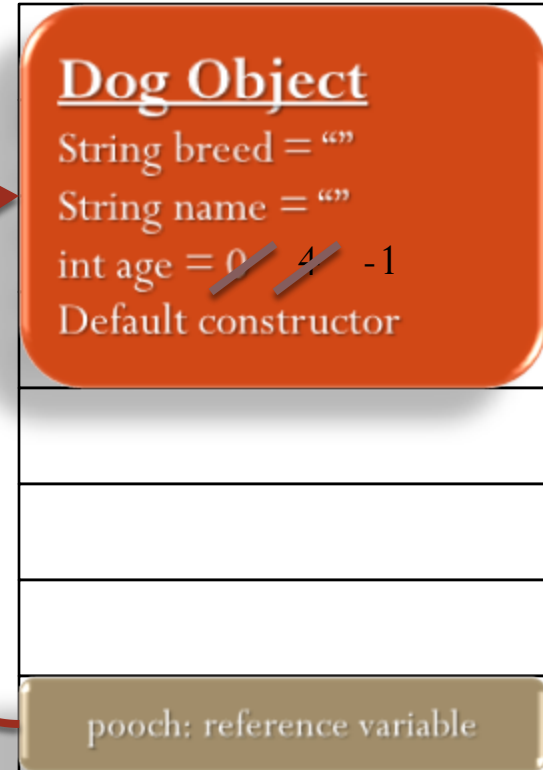 Dog Object
String breed = “”
String name = “”
int age = 0 4 -1
Default constructor
pooch: reference variable